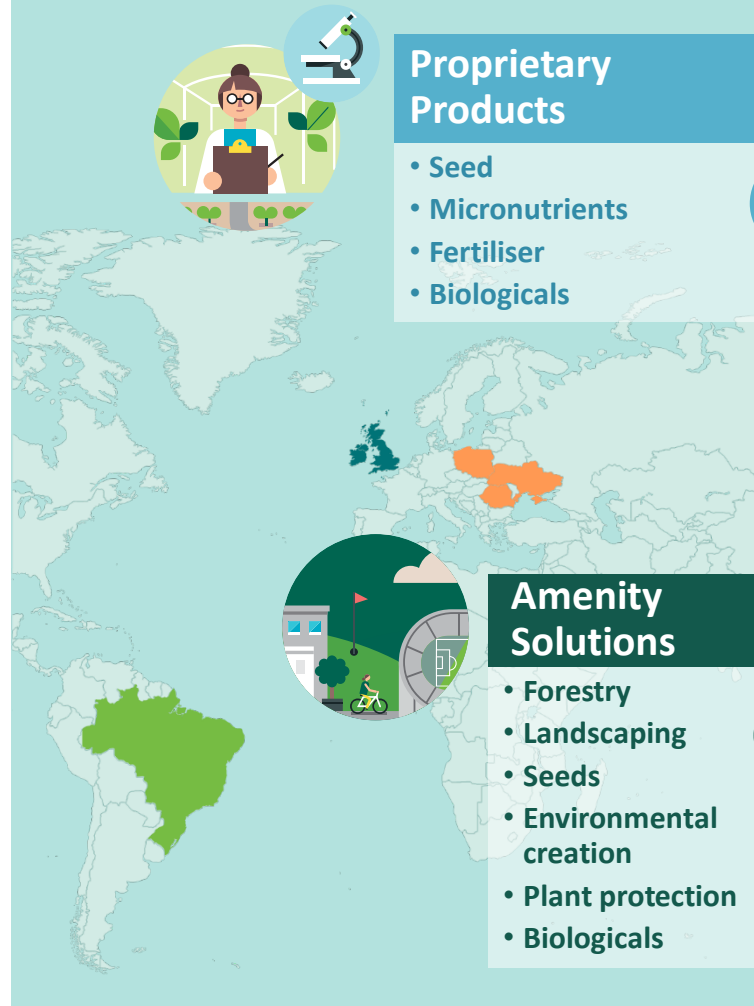 Proprietary
Products
• Seed
• Micronutrients
• Fertiliser
• Biologicals
Amenity
Solutions
• Forestry
• Landscaping
• Seeds
• Environmental
creation
• Plant protection
• Biologicals